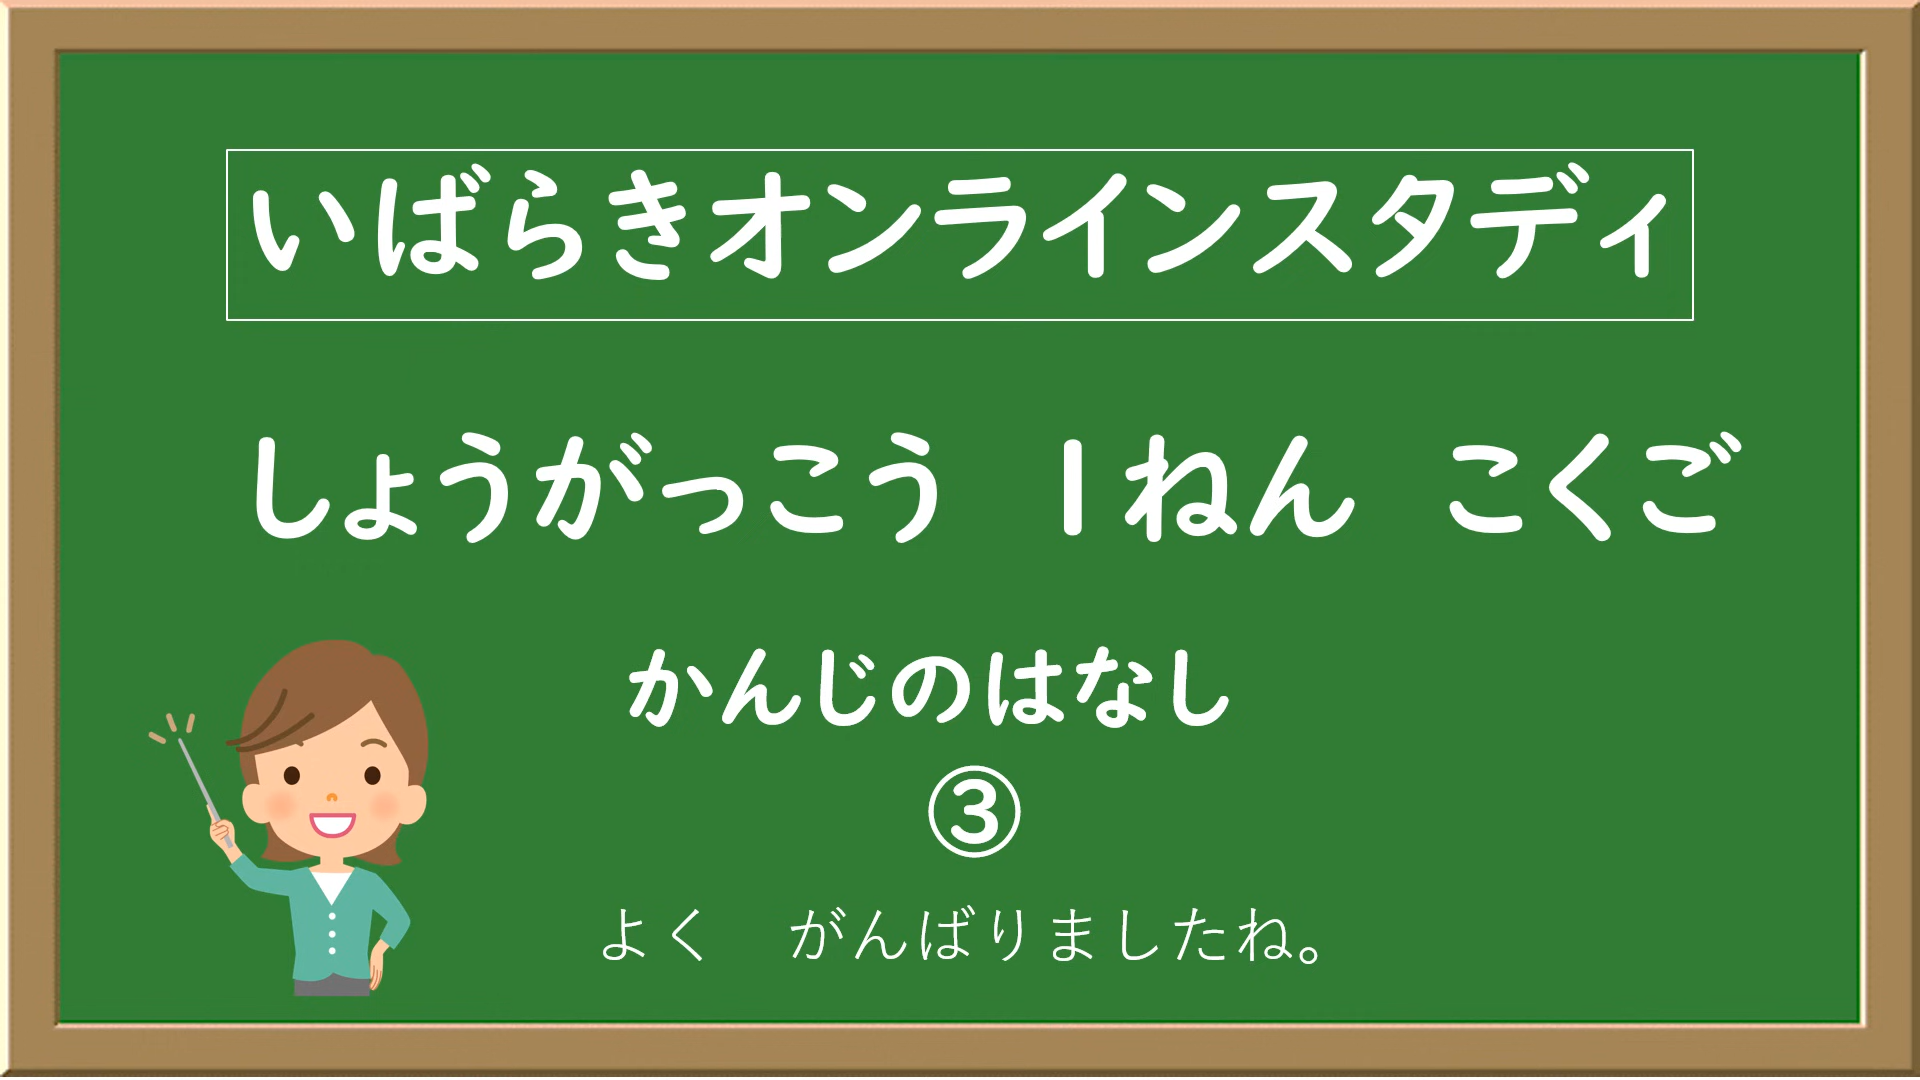 いばらきオンラインスタディ
しょうがっこう　1ねん　こくご
かんじのはなし
③
よく　がんばりましたね。